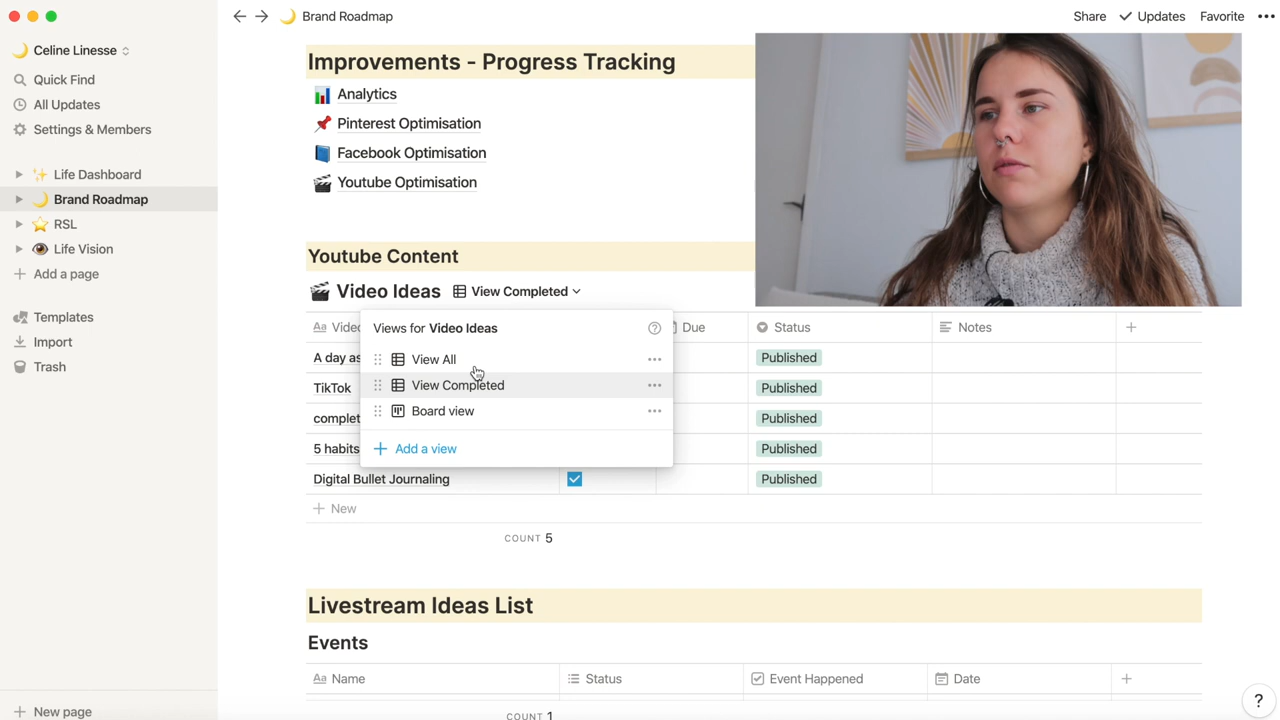 Brand Roadmap
Share Updates Favorite
Celine Linesse
Quick Find
All Updates
Settings & Members
Life Dashboard
Brand Roadmap
RSL
Life Vision
Add a page
Templates
Import
Trash
New page
Improvements - Progress Tracking
Analytics
Pinterest Optimisation
Facebook Optimisation
Youtube Optimisation
Youtube Content
Video Ideas View Completed
Aa Due Status Notes
Views for Video Ideas
View All
View Completed
Board view
Add a view
A day as Published
TikTok Published
Published
5 habits Published
Digital Bullet Journaling Published
New
COUNT 5
Livestream Ideas List
Events
Aa Name Status Event Happened Date
COUNT 1
?